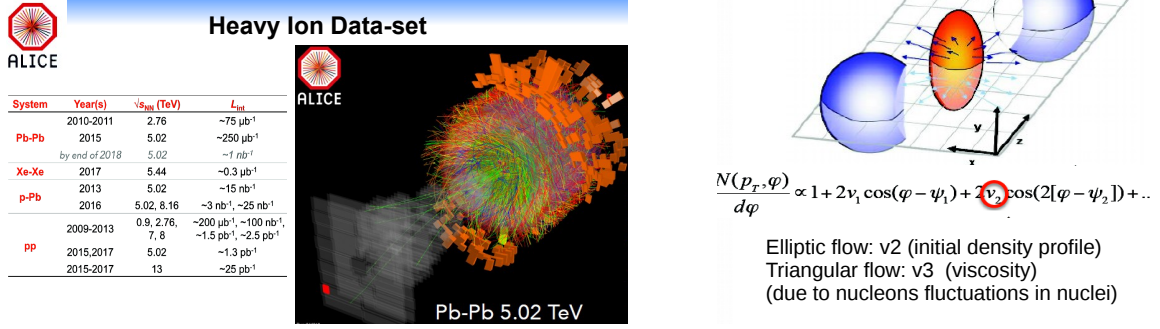 ALICE
Heavy Ion Data-set
System Year(s) √sNN (TeV) Lint
Pb-Pb
2010-2011 2.76 ~75 μb-1
2015 5.02 ~250 μb-1
by end of 2018 5.02 ~1 nb-1
Xe-Xe 2017 5.44 ~0.3 μb-1
p-Pb
2013 5.02 ~15 nb-1
2016 5.02, 8.16 ~3 nb-1, ~25 nb-1
pp
2009-2013 0.9, 2.76, 7, 8 ~200 μb-1, ~100 nb-1, ~1.5 pb-1, ~2.5 pb-1
2015,2017 5.02 ~1.3 pb-1
2015-2017 13 ~25 pb-1
ALICE
Pb-Pb 5.02 TeV
y
z
x
N(pT,φ)/dφ ∝ 1+2v1cos(φ−ψ1)+2v2cos(2[φ−ψ2])+..
Elliptic flow: v2 (initial density profile)
Triangular flow: v3 (viscosity)
(due to nucleons fluctuations in nuclei)